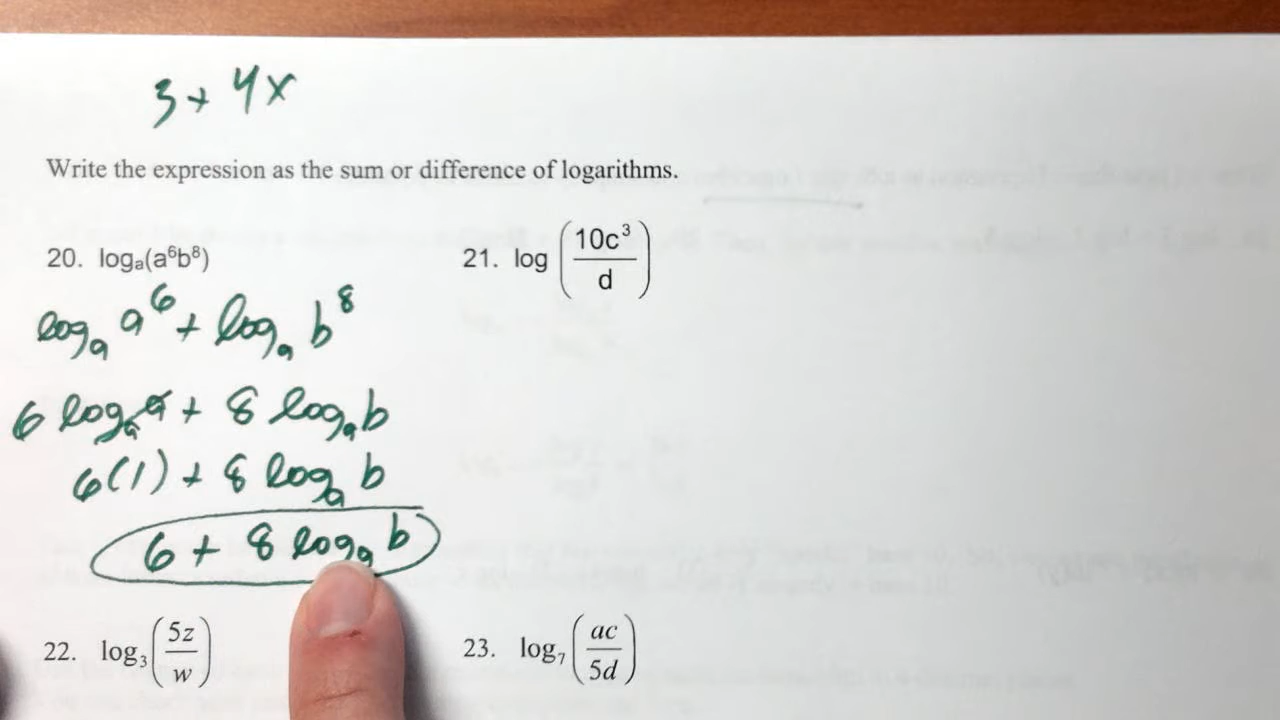 3 + 4x
Write the expression as the sum or difference of logarithms.
20. logₐ(a⁶b⁸)
21. log (10c³/d)
logₐ a⁶ + logₐ b⁸
6 logₐ a + 8 logₐ b
6(1) + 8 logₐ b
6 + 8 logₐ b
22. log₃(5z/w)
23. log₇(ac/5d)